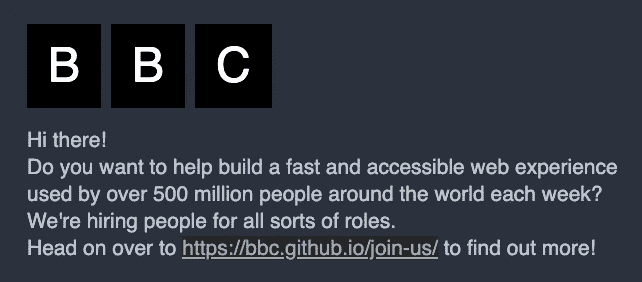 B B C
Hi there!
Do you want to help build a fast and accessible web experience
used by over 500 million people around the world each week?
We're hiring people for all sorts of roles.
Head on over to https://bbc.github.io/join-us/ to find out more!